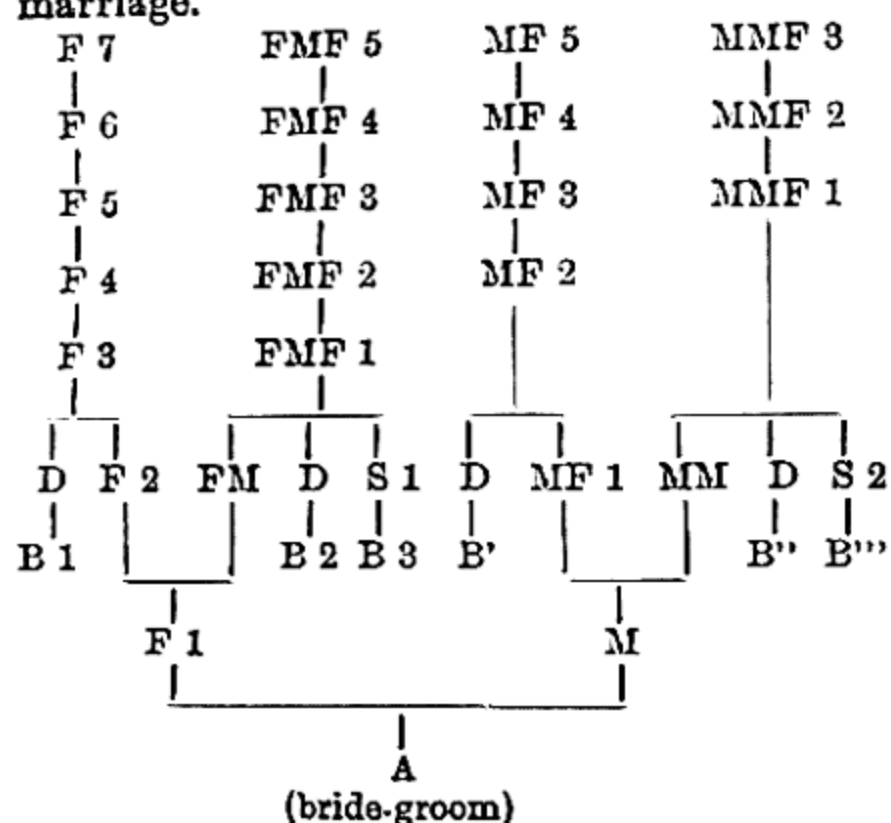 marriage.
F 7 FMF 5 MF 5 MMF 3
F 6 FMF 4 MF 4 MMF 2
F 5 FMF 3 MF 3 MMF 1
F 4 FMF 2 MF 2
F 3 FMF 1
D F 2 FM D S 1 D MF 1 MM D S 2
B 1 B 2 B 3 B' B'' B'''
F 1 M
A
(bride-groom)